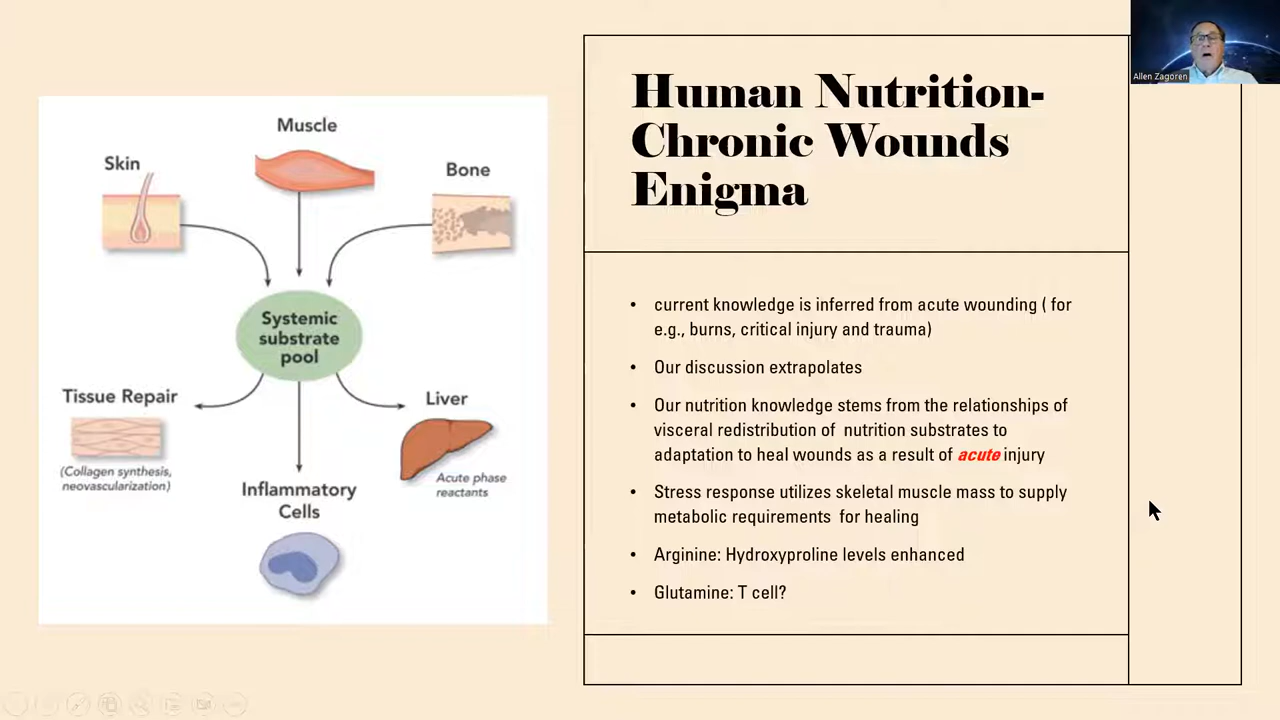 Allen Zagoren
Human Nutrition-
Chronic Wounds
Enigma
Muscle
Skin
Bone
Systemic
substrate
pool
Tissue Repair
(Collagen synthesis,
neovascularization)
Liver
Acute phase
reactants
Inflammatory
Cells
• current knowledge is inferred from acute wounding ( for
e.g., burns, critical injury and trauma)
• Our discussion extrapolates
• Our nutrition knowledge stems from the relationships of
visceral redistribution of nutrition substrates to
adaptation to heal wounds as a result of acute injury
• Stress response utilizes skeletal muscle mass to supply
metabolic requirements for healing
• Arginine: Hydroxyproline levels enhanced
• Glutamine: T cell?